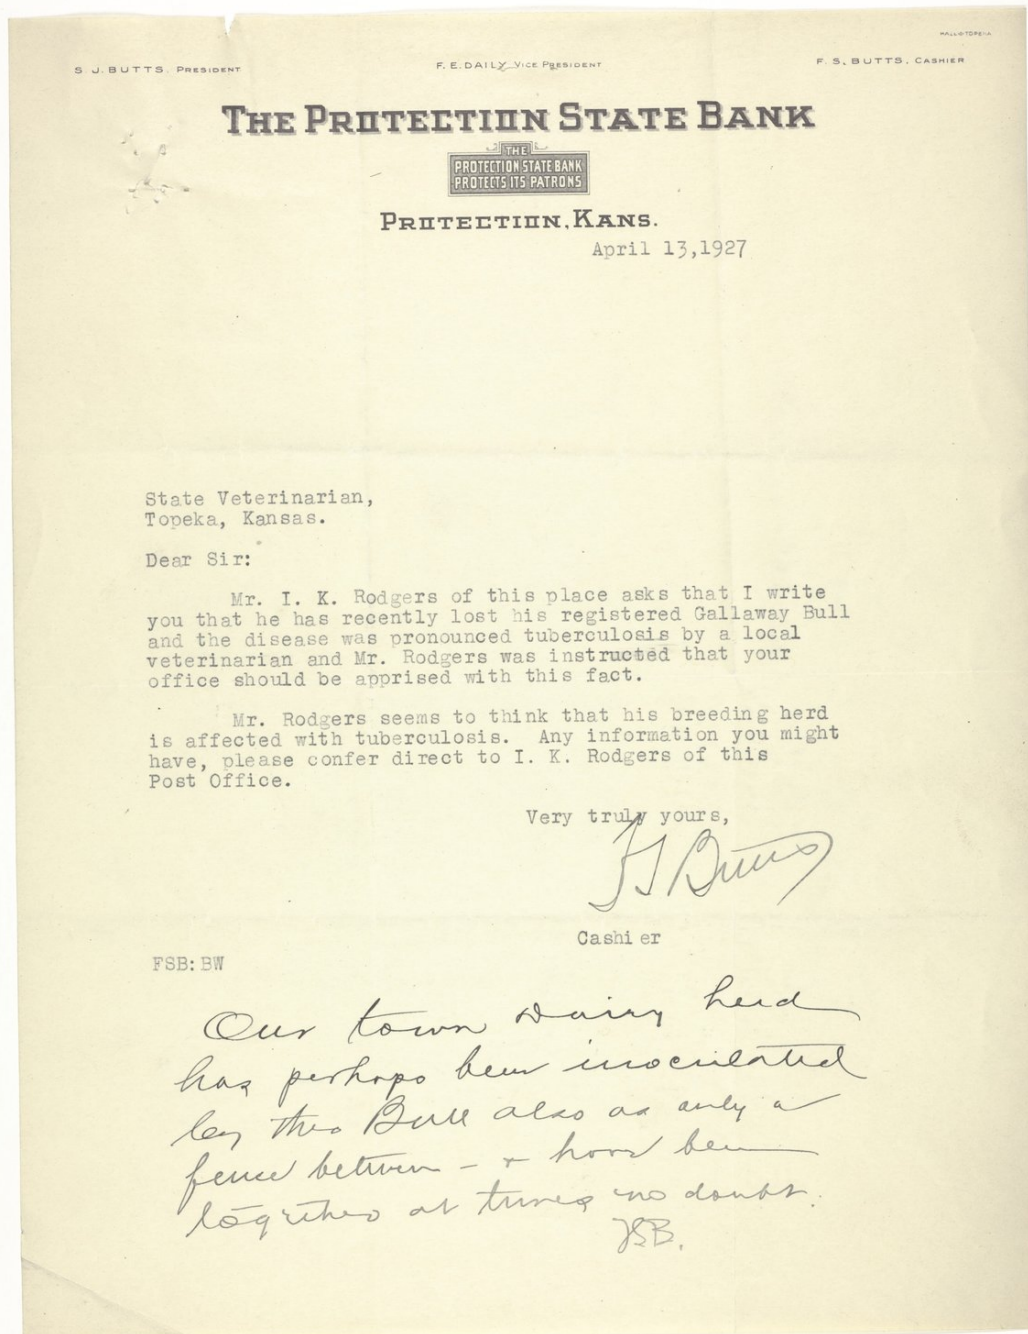 HALL TOPEKA
S. J. BUTTS. PRESIDENT
F. E. DAILY VICE PRESIDENT
F. S. BUTTS. CASHIER
THE PROTECTION STATE BANK
THE
PROTECTION STATE BANK
PROTECTS ITS PATRONS
PROTECTION, KANS.
April 13,1927
State Veterinarian,
Topeka, Kansas.
Dear Sir:
Mr. I. K. Rodgers of this place asks that I write
you that he has recently lost his registered Gallaway Bull
and the disease was pronounced tuberculosis by a local
veterinarian and Mr. Rodgers was instructed that your
office should be apprised with this fact.
Mr. Rodgers seems to think that his breeding herd
is affected with tuberculosis. Any information you might
have, please confer direct to I. K. Rodgers of this
Post Office.
Very truly yours,
F S Butts
Cashier
FSB:BW
Our town Dairy herd
has perhaps been inoculated
by this Bull also as only a
fence between - & have been
together at times no doubt.
FSB.